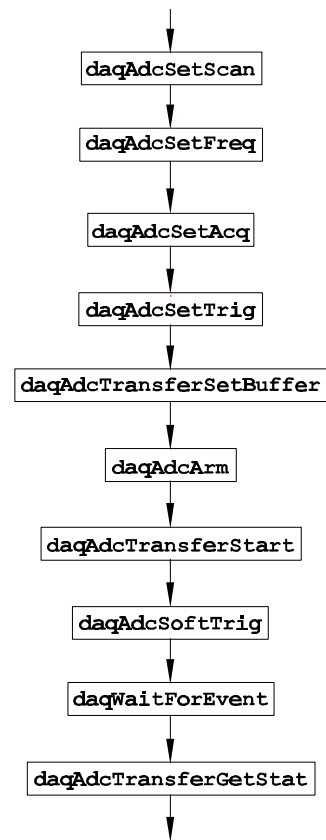 daqAdcSetScan
daqAdcSetFreq
daqAdcSetAcq
daqAdcSetTrig
daqAdcTransferSetBuffer
daqAdcArm
daqAdcTransferStart
daqAdcSoftTrig
daqWaitForEvent
daqAdcTransferGetStat